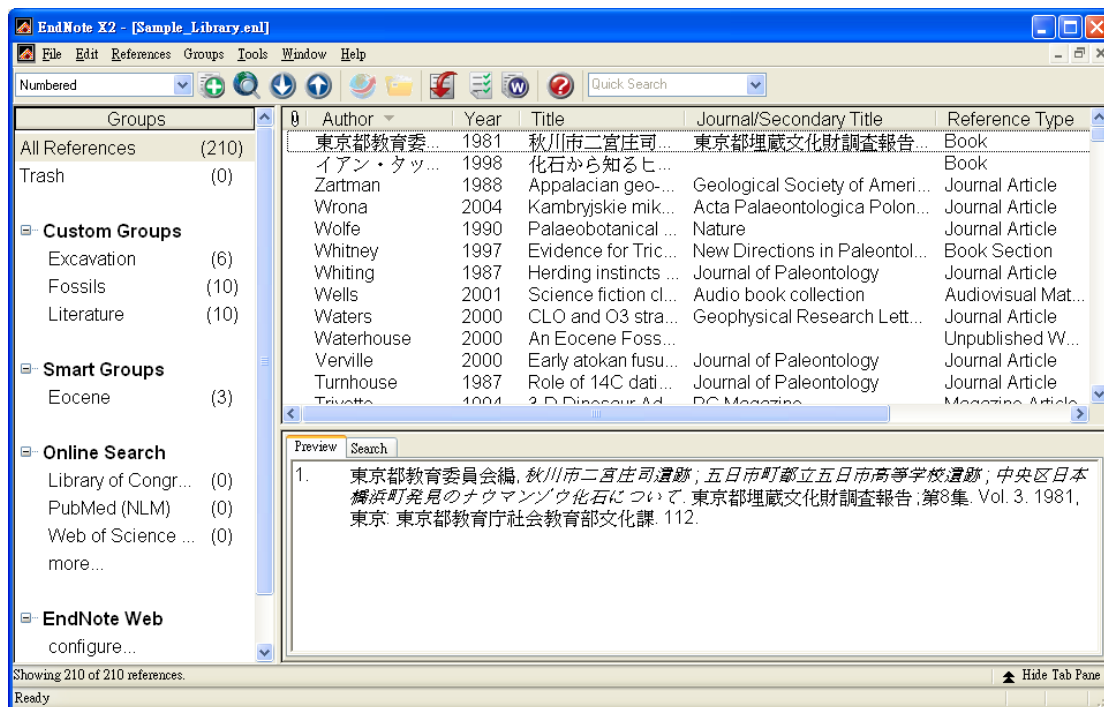 EndNote X2 - [Sample_Library.enl]
File Edit References Groups Tools Window Help
Numbered Quick Search
Groups
All References (210)
Trash (0)
Custom Groups
Excavation (6)
Fossils (10)
Literature (10)
Smart Groups
Eocene (3)
Online Search
Library of Congr... (0)
PubMed (NLM) (0)
Web of Science ... (0)
more...
EndNote Web
configure...
Author Year Title Journal/Secondary Title Reference Type
東京都教育委... 1981 秋川市二宮庄司... 東京都埋蔵文化財調査報告... Book
イアン・タッ... 1998 化石から知るヒ... Book
Zartman 1988 Appalacian geo-... Geological Society of Ameri... Journal Article
Wrona 2004 Kambryjskie mik... Acta Palaeontologica Polon... Journal Article
Wolfe 1990 Palaeobotanical ... Nature Journal Article
Whitney 1997 Evidence for Tric... New Directions in Paleontol... Book Section
Whiting 1987 Herding instincts ... Journal of Paleontology Journal Article
Wells 2001 Science fiction cl... Audio book collection Audiovisual Mat...
Waters 2000 CLO and O3 stra... Geophysical Research Lett... Journal Article
Waterhouse 2000 An Eocene Foss... Unpublished W...
Verville 2000 Early atokan fusu... Journal of Paleontology Journal Article
Turnhouse 1987 Role of 14C dati... Journal of Paleontology Journal Article
Trivette 1994 3-D Dinosaur Ad... PC Magazine Magazine Article
Preview Search
1. 東京都教育委員会編, 秋川市二宮庄司遺跡 ; 五日市町都立五日市高等学校遺跡 ; 中央区日本
橋浜町発見のナウマンゾウ化石について. 東京都埋蔵文化財調査報告 ;第8集. Vol. 3. 1981,
東京: 東京都教育庁社会教育部文化課. 112.
Showing 210 of 210 references. Hide Tab Pane
Ready